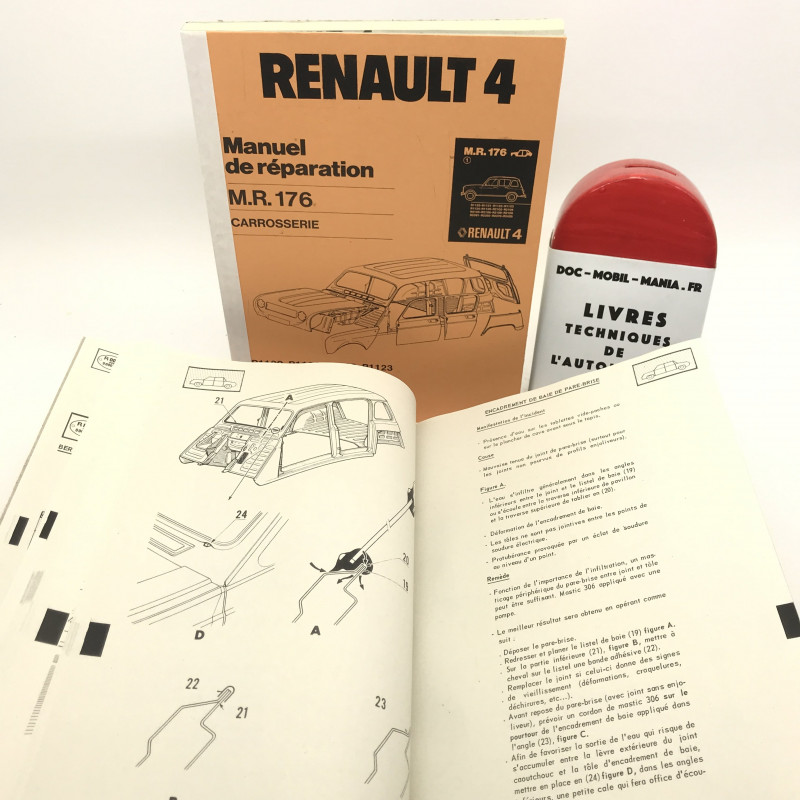 RENAULT 4
Manuel
de réparation
M.R. 176
CARROSSERIE
M.R. 176
1
RENAULT 4
R1123
DOC-MOBIL-MANIA.FR
LIVRES
TECHNIQUES
DE
BER
21
A
24
20
18
D
A
22
21
23
ENCADREMENT DE BAIE DE PARE-BRISE
Manifestation de l'incident
- Présence d'eau sur les tablettes vide-poches ou
sur le plancher de cave avant sous le tapis.
Cause
- Mauvaise tenue du joint de pare-brise (surtout pour
les joints non pourvus de profils enjoliveurs).
Figure A.
- L'eau s'infiltre généralement dans les angles
inférieurs entre le joint et le listel de baie (19)
ou s'écoule entre la traverse inférieure de pavillon
et la traverse supérieure de tablier en (20).
- Déformation de l'encadrement de baie.
- Les tôles ne sont pas jointives entre les points de
soudure électrique.
- Protubérance provoquée par un éclat de soudure
au niveau d'un point.
Remède
- Fonction de l'importance de l'infiltration, un mas-
ticage périphérique du pare-brise entre joint et tôle
peut être suffisant. Mastic 306 appliqué avec une
pompe.
- Le meilleur résultat sera obtenu en opérant comme
suit :
- Déposer le pare-brise.
- Redresser et planer le listel de baie (19) figure A.
- Sur la partie inférieure (21), figure B, mettre à
cheval sur le listel une bande adhésive (22).
- Remplacer le joint si celui-ci donne des signes
de vieillissement (déformations, craquelures,
déchirures, etc...).
- Avant repose du pare-brise (avec joint sans enjo-
liveur), prévoir un cordon de mastic 306 sur le
pourtour de l'encadrement de baie appliqué dans
l'angle (23), figure C.
- Afin de favoriser la sortie de l'eau qui risque de
s'accumuler entre la lèvre extérieure du joint
caoutchouc et la tôle d'encadrement de baie,
mettre en place en (24) figure D, dans les angles
inférieurs, une petite cale qui fera office d'écou-